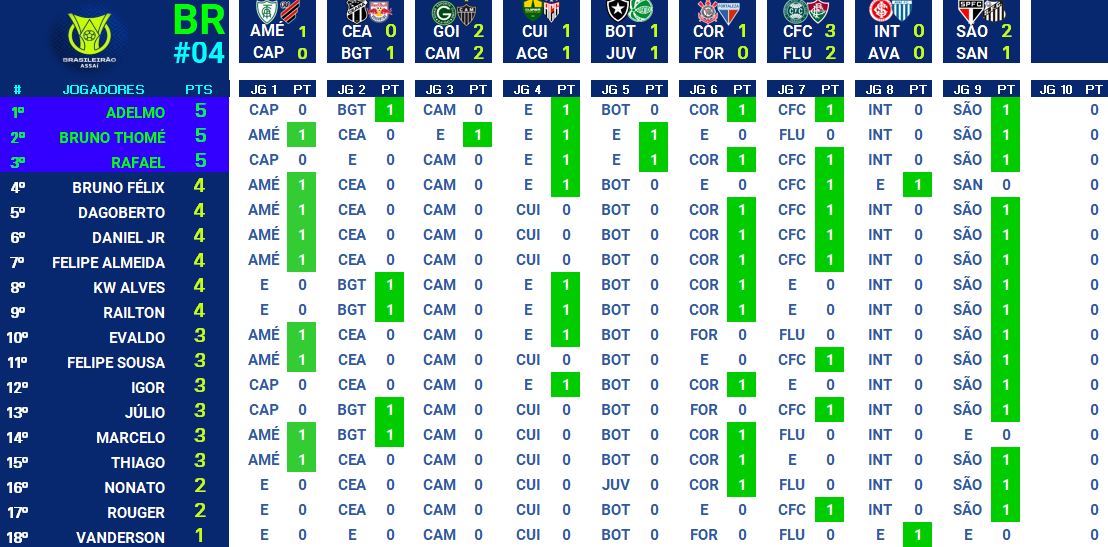 BR
#04
BRASILEIRÃO
ASSAÍ
AMÉ 1 CEA 0 GOI 2 CUI 1 BOT 1 COR 1 CFC 3 INT 0 SÃO 2
CAP 0 BGT 1 CAM 2 ACG 1 JUV 1 FOR 0 FLU 2 AVA 0 SAN 1
# JOGADORES PTS JG 1 PT JG 2 PT JG 3 PT JG 4 PT JG 5 PT JG 6 PT JG 7 PT JG 8 PT JG 9 PT JG 10 PT
1º ADELMO 5 CAP 0 BGT 1 CAM 0 E 1 BOT 0 COR 1 CFC 1 INT 0 SÃO 1 0
2º BRUNO THOMÉ 5 AMÉ 1 CEA 0 E 1 E 1 E 1 E 0 FLU 0 INT 0 SÃO 1 0
3º RAFAEL 5 CAP 0 E 0 CAM 0 E 1 E 1 COR 1 CFC 1 INT 0 SÃO 1 0
4º BRUNO FÉLIX 4 AMÉ 1 CEA 0 CAM 0 E 1 BOT 0 E 0 CFC 1 E 1 SAN 0 0
5º DAGOBERTO 4 AMÉ 1 CEA 0 CAM 0 CUI 0 BOT 0 COR 1 CFC 1 INT 0 SÃO 1 0
6º DANIEL JR 4 AMÉ 1 CEA 0 CAM 0 CUI 0 BOT 0 COR 1 CFC 1 INT 0 SÃO 1 0
7º FELIPE ALMEIDA 4 AMÉ 1 CEA 0 CAM 0 CUI 0 BOT 0 COR 1 CFC 1 INT 0 SÃO 1 0
8º KW ALVES 4 E 0 BGT 1 CAM 0 E 1 BOT 0 COR 1 E 0 INT 0 SÃO 1 0
9º RAILTON 4 E 0 BGT 1 CAM 0 E 1 BOT 0 COR 1 E 0 INT 0 SÃO 1 0
10º EVALDO 3 AMÉ 1 CEA 0 CAM 0 E 1 BOT 0 FOR 0 FLU 0 INT 0 SÃO 1 0
11º FELIPE SOUSA 3 AMÉ 1 CEA 0 CAM 0 CUI 0 BOT 0 E 0 CFC 1 INT 0 SÃO 1 0
12º IGOR 3 CAP 0 CEA 0 CAM 0 E 1 BOT 0 COR 1 E 0 INT 0 SÃO 1 0
13º JÚLIO 3 CAP 0 BGT 1 CAM 0 CUI 0 BOT 0 FOR 0 CFC 1 INT 0 SÃO 1 0
14º MARCELO 3 AMÉ 1 BGT 1 CAM 0 CUI 0 BOT 0 COR 1 FLU 0 INT 0 E 0 0
15º THIAGO 3 AMÉ 1 CEA 0 CAM 0 CUI 0 BOT 0 COR 1 E 0 INT 0 SÃO 1 0
16º NONATO 2 E 0 CEA 0 CAM 0 CUI 0 JUV 0 COR 1 FLU 0 INT 0 SÃO 1 0
17º ROUGER 2 E 0 CEA 0 CAM 0 CUI 0 BOT 0 E 0 CFC 1 INT 0 SÃO 1 0
18º VANDERSON 1 E 0 E 0 CAM 0 CUI 0 BOT 0 FOR 0 FLU 0 E 1 SÃO 0 0